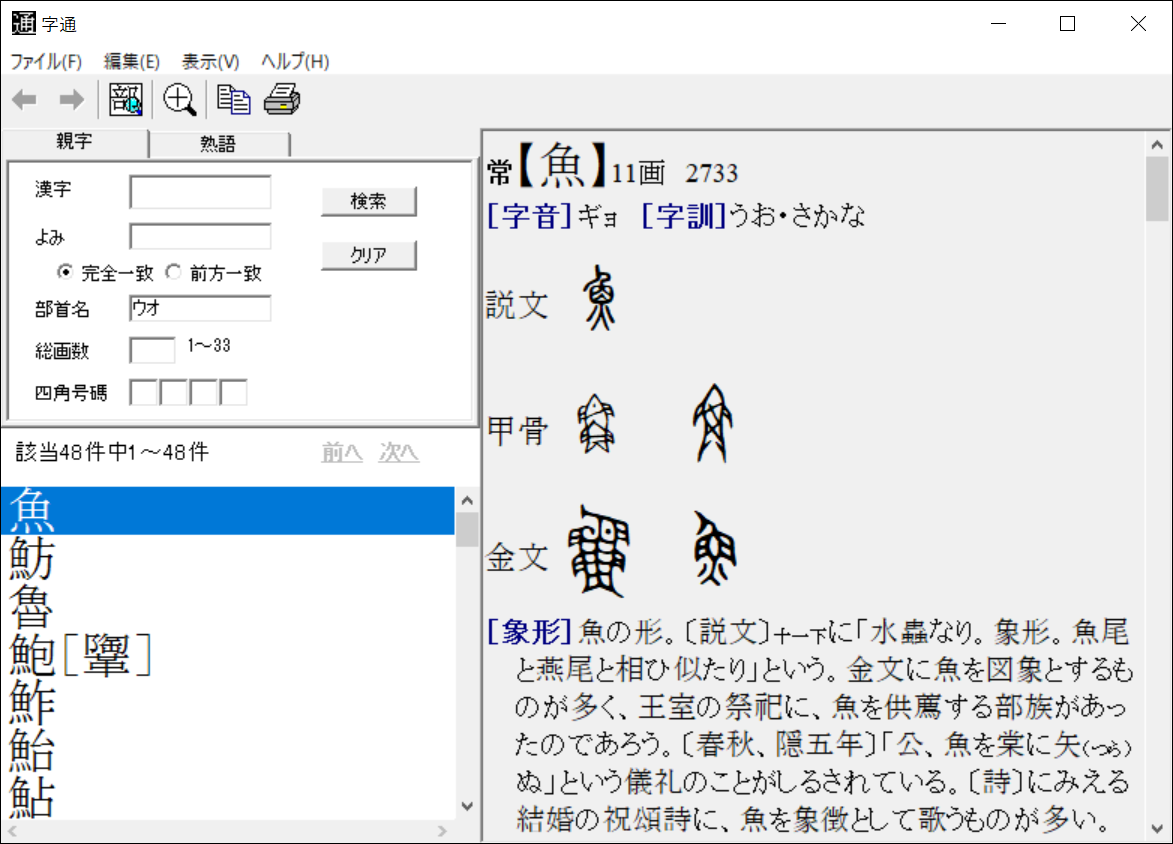 字通
ファイル(F) 編集(E) 表示(V) ヘルプ(H)
親字 熟語
漢字 検索
よみ
クリア
完全一致 前方一致
部首名 ウオ
総画数 1～33
四角号碼
該当48件中1～48件 前へ 次へ
魚
魴
魯
鮑[鞏]
鮓
鮐
鮎
常【魚】11画 2733
[字音]ギョ [字訓]うお・さかな
説文
甲骨
金文
[象形]魚の形。〔説文〕十一下に「水蟲なり。象形。魚尾
と燕尾と相ひ似たり」という。金文に魚を図象とするも
のが多く、王室の祭祀に、魚を供薦する部族があっ
たのであろう。〔春秋、隠五年〕「公、魚を棠に矢(つら)
ぬ」という儀礼のことがしるされている。〔詩〕にみえる
結婚の祝頌詩に、魚を象徴として歌うものが多い。